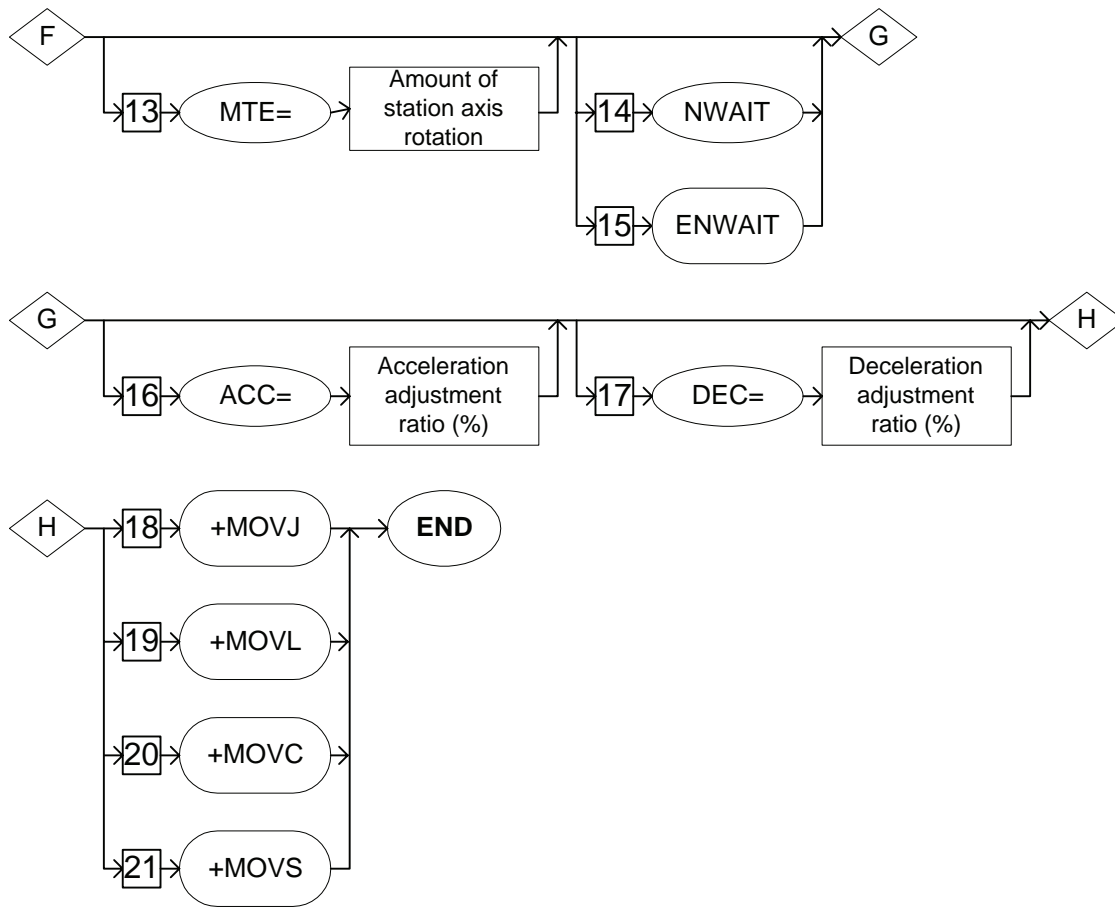 F
G
13
MTE=
Amount of
station axis
rotation
14
NWAIT
15
ENWAIT
G
H
16
ACC=
Acceleration
adjustment
ratio (%)
17
DEC=
Deceleration
adjustment
ratio (%)
H
18
+MOVJ
END
19
+MOVL
20
+MOVC
21
+MOVS